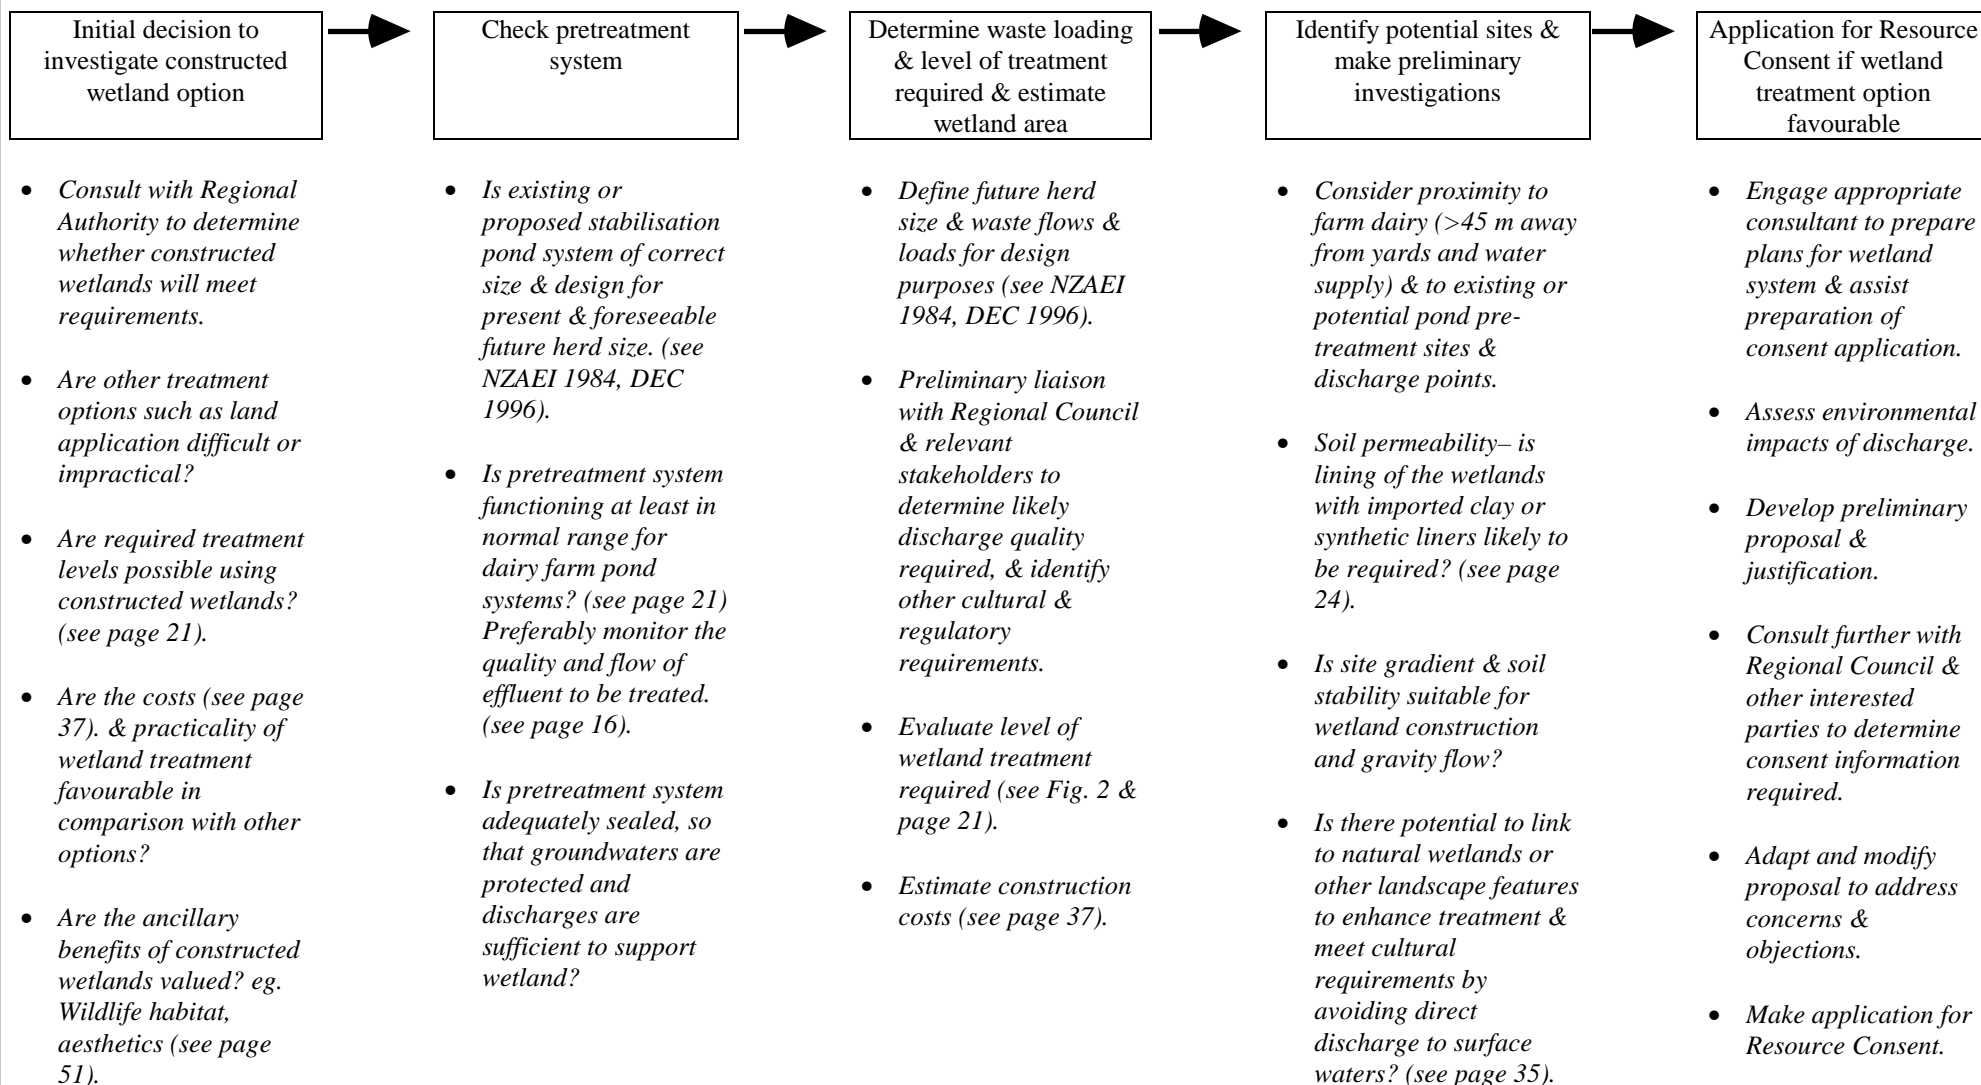 Initial decision to
investigate constructed
wetland option
Check pretreatment
system
Determine waste loading
& level of treatment
required & estimate
wetland area
Identify potential sites &
make preliminary
investigations
Application for Resource
Consent if wetland
treatment option
favourable
• Consult with Regional
Authority to determine
whether constructed
wetlands will meet
requirements.
• Are other treatment
options such as land
application difficult or
impractical?
• Are required treatment
levels possible using
constructed wetlands?
(see page 21).
• Are the costs (see page
37). & practicality of
wetland treatment
favourable in
comparison with other
options?
• Are the ancillary
benefits of constructed
wetlands valued? eg.
Wildlife habitat,
aesthetics (see page
51).
• Is existing or
proposed stabilisation
pond system of correct
size & design for
present & foreseeable
future herd size. (see
NZAEI 1984, DEC
1996).
• Is pretreatment system
functioning at least in
normal range for
dairy farm pond
systems? (see page 21)
Preferably monitor the
quality and flow of
effluent to be treated.
(see page 16).
• Is pretreatment system
adequately sealed, so
that groundwaters are
protected and
discharges are
sufficient to support
wetland?
• Define future herd
size & waste flows &
loads for design
purposes (see NZAEI
1984, DEC 1996).
• Preliminary liaison
with Regional Council
& relevant
stakeholders to
determine likely
discharge quality
required, & identify
other cultural &
regulatory
requirements.
• Evaluate level of
wetland treatment
required (see Fig. 2 &
page 21).
• Estimate construction
costs (see page 37).
• Consider proximity to
farm dairy (>45 m away
from yards and water
supply) & to existing or
potential pond pre-
treatment sites &
discharge points.
• Soil permeability– is
lining of the wetlands
with imported clay or
synthetic liners likely to
be required? (see page
24).
• Is site gradient & soil
stability suitable for
wetland construction
and gravity flow?
• Is there potential to link
to natural wetlands or
other landscape features
to enhance treatment &
meet cultural
requirements by
avoiding direct
discharge to surface
waters? (see page 35).
• Engage appropriate
consultant to prepare
plans for wetland
system & assist
preparation of
consent application.
• Assess environmental
impacts of discharge.
• Develop preliminary
proposal &
justification.
• Consult further with
Regional Council &
other interested
parties to determine
consent information
required.
• Adapt and modify
proposal to address
concerns &
objections.
• Make application for
Resource Consent.